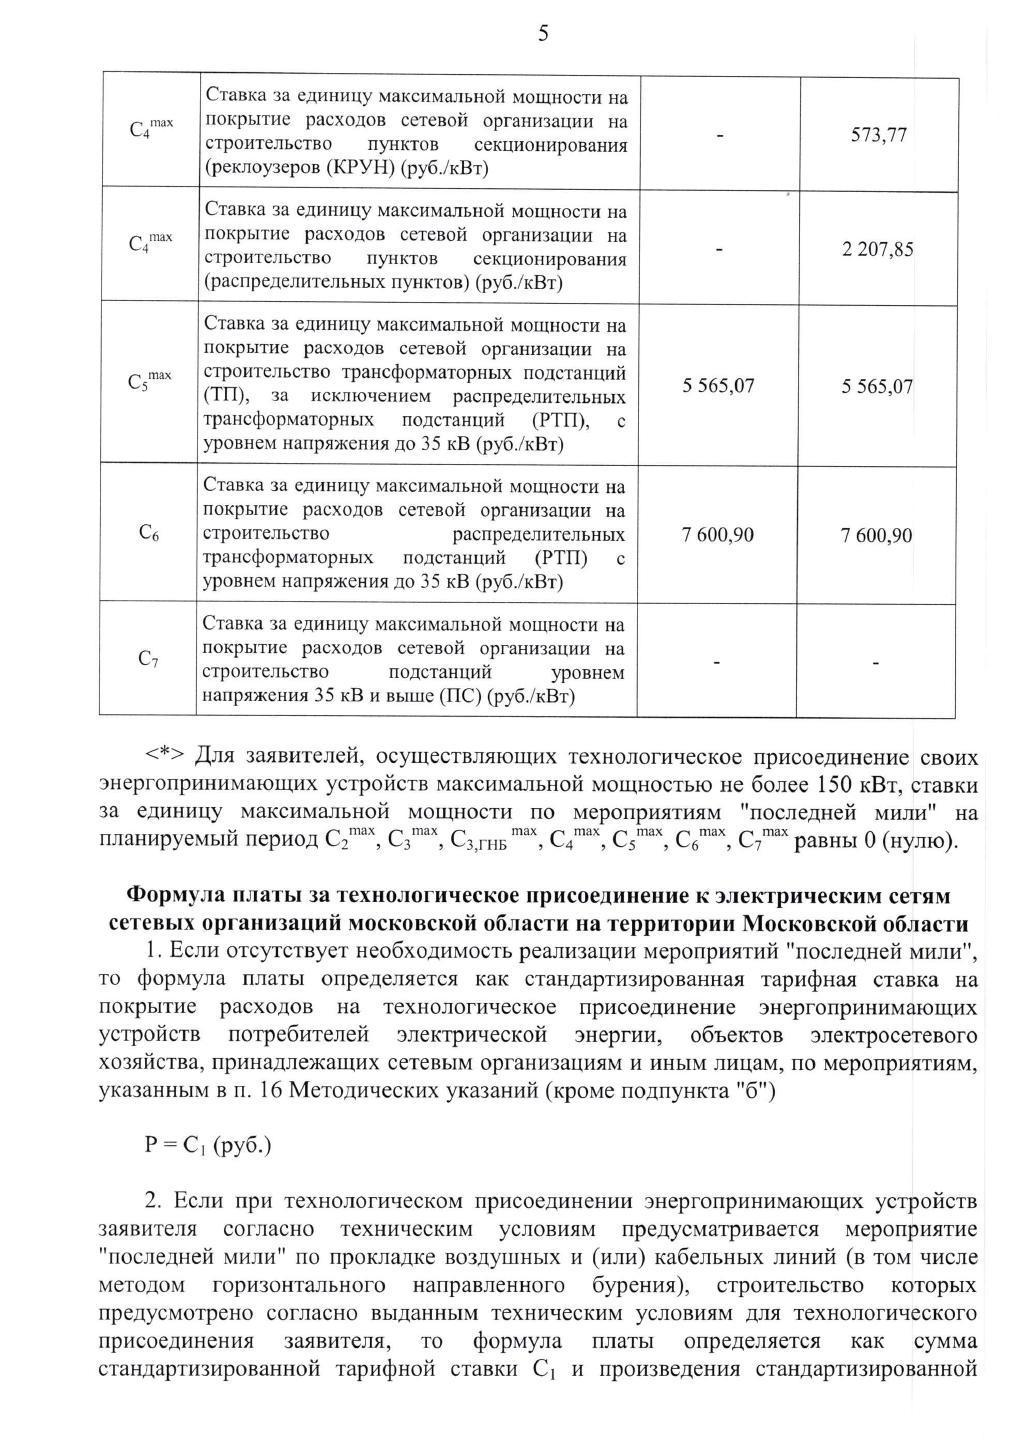 5
C₄ᵐᵃˣ
Ставка за единицу максимальной мощности на
покрытие расходов сетевой организации на
строительство пунктов секционирования
(реклоузеров (КРУН) (руб./кВт)
-
573,77
C₄ᵐᵃˣ
Ставка за единицу максимальной мощности на
покрытие расходов сетевой организации на
строительство пунктов секционирования
(распределительных пунктов) (руб./кВт)
-
2 207,85
C₅ᵐᵃˣ
Ставка за единицу максимальной мощности на
покрытие расходов сетевой организации на
строительство трансформаторных подстанций
(ТП), за исключением распределительных
трансформаторных подстанций (РТП), с
уровнем напряжения до 35 кВ (руб./кВт)
5 565,07
5 565,07
C₆
Ставка за единицу максимальной мощности на
покрытие расходов сетевой организации на
строительство распределительных
трансформаторных подстанций (РТП) с
уровнем напряжения до 35 кВ (руб./кВт)
7 600,90
7 600,90
C₇
Ставка за единицу максимальной мощности на
покрытие расходов сетевой организации на
строительство подстанций уровнем
напряжения 35 кВ и выше (ПС) (руб./кВт)
-
-
<*> Для заявителей, осуществляющих технологическое присоединение своих
энергопринимающих устройств максимальной мощностью не более 150 кВт, ставки
за единицу максимальной мощности по мероприятиям "последней мили" на
планируемый период C₂ᵐᵃˣ, C₃ᵐᵃˣ, C₃,ГНБᵐᵃˣ, C₄ᵐᵃˣ, C₅ᵐᵃˣ, C₆ᵐᵃˣ, C₇ᵐᵃˣ равны 0 (нулю).
Формула платы за технологическое присоединение к электрическим сетям
сетевых организаций московской области на территории Московской области
1. Если отсутствует необходимость реализации мероприятий "последней мили",
то формула платы определяется как стандартизированная тарифная ставка на
покрытие расходов на технологическое присоединение энергопринимающих
устройств потребителей электрической энергии, объектов электросетевого
хозяйства, принадлежащих сетевым организациям и иным лицам, по мероприятиям,
указанным в п. 16 Методических указаний (кроме подпункта "б")
P = C₁ (руб.)
2. Если при технологическом присоединении энергопринимающих устройств
заявителя согласно техническим условиям предусматривается мероприятие
"последней мили" по прокладке воздушных и (или) кабельных линий (в том числе
методом горизонтального направленного бурения), строительство которых
предусмотрено согласно выданным техническим условиям для технологического
присоединения заявителя, то формула платы определяется как сумма
стандартизированной тарифной ставки C₁ и произведения стандартизированной